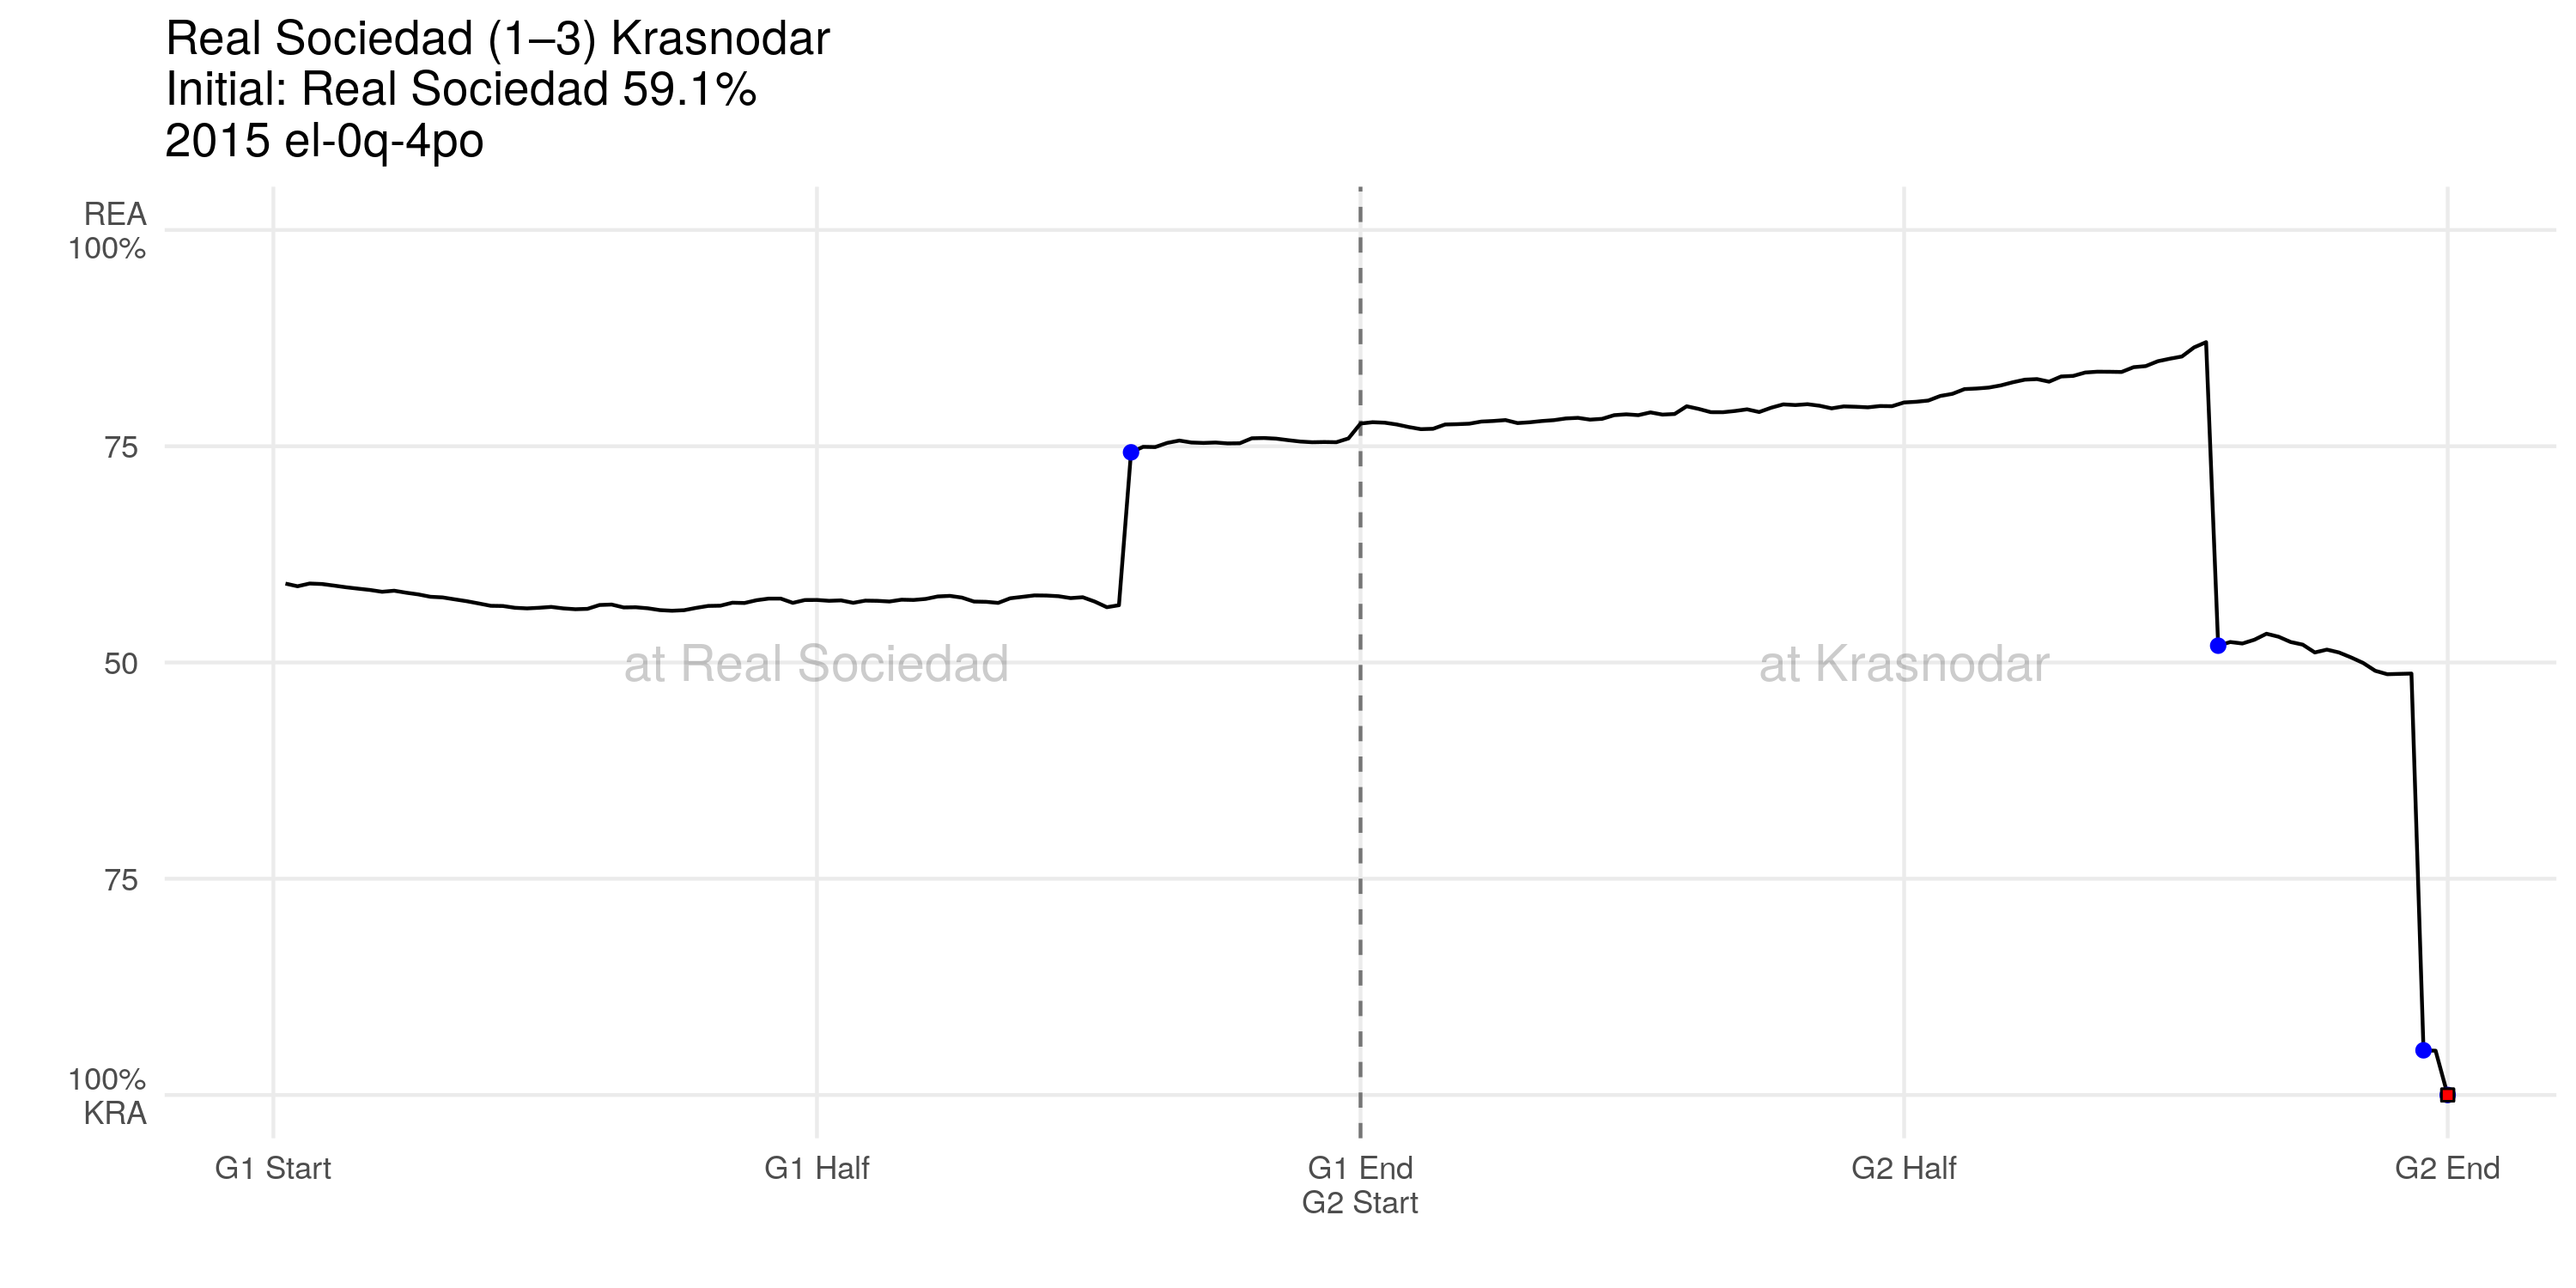 Real Sociedad (1–3) Krasnodar
Initial: Real Sociedad 59.1%
2015 el-0q-4po
REA
100%
75
50
75
100%
KRA
at Real Sociedad
at Krasnodar
G1 Start
G1 Half
G1 End
G2 Start
G2 Half
G2 End